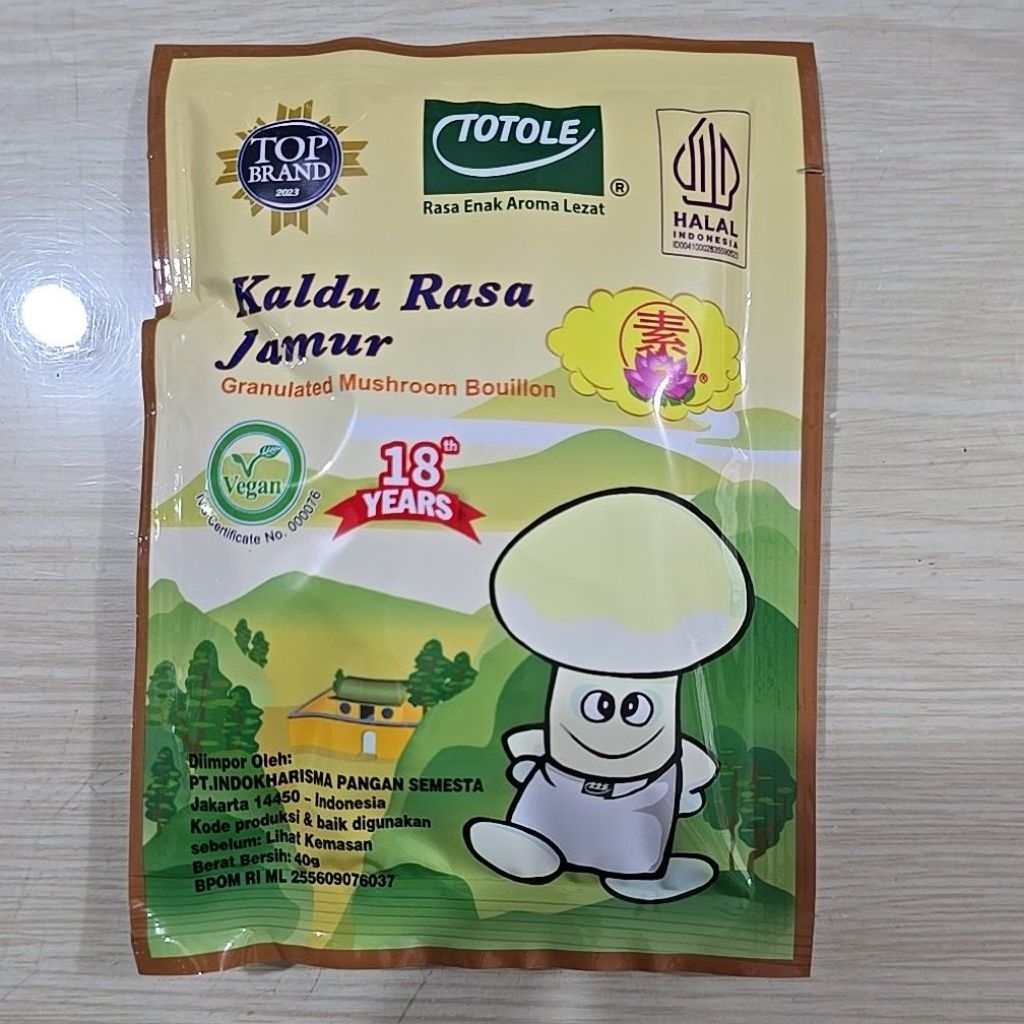 TOP
BRAND
2023
TOTOLE
®
Rasa Enak Aroma Lezat
HALAL
INDONESIA
Kaldu Rasa
Jamur
Granulated Mushroom Bouillon
素
®
Vegan
IVS Certificate No. 000076
18th
YEARS
Diimpor Oleh:
PT.INDOKHARISMA PANGAN SEMESTA
Jakarta 14450 - Indonesia
Kode produksi & baik digunakan
sebelum: Lihat Kemasan
Berat Bersih: 40g
BPOM RI ML 255609076037